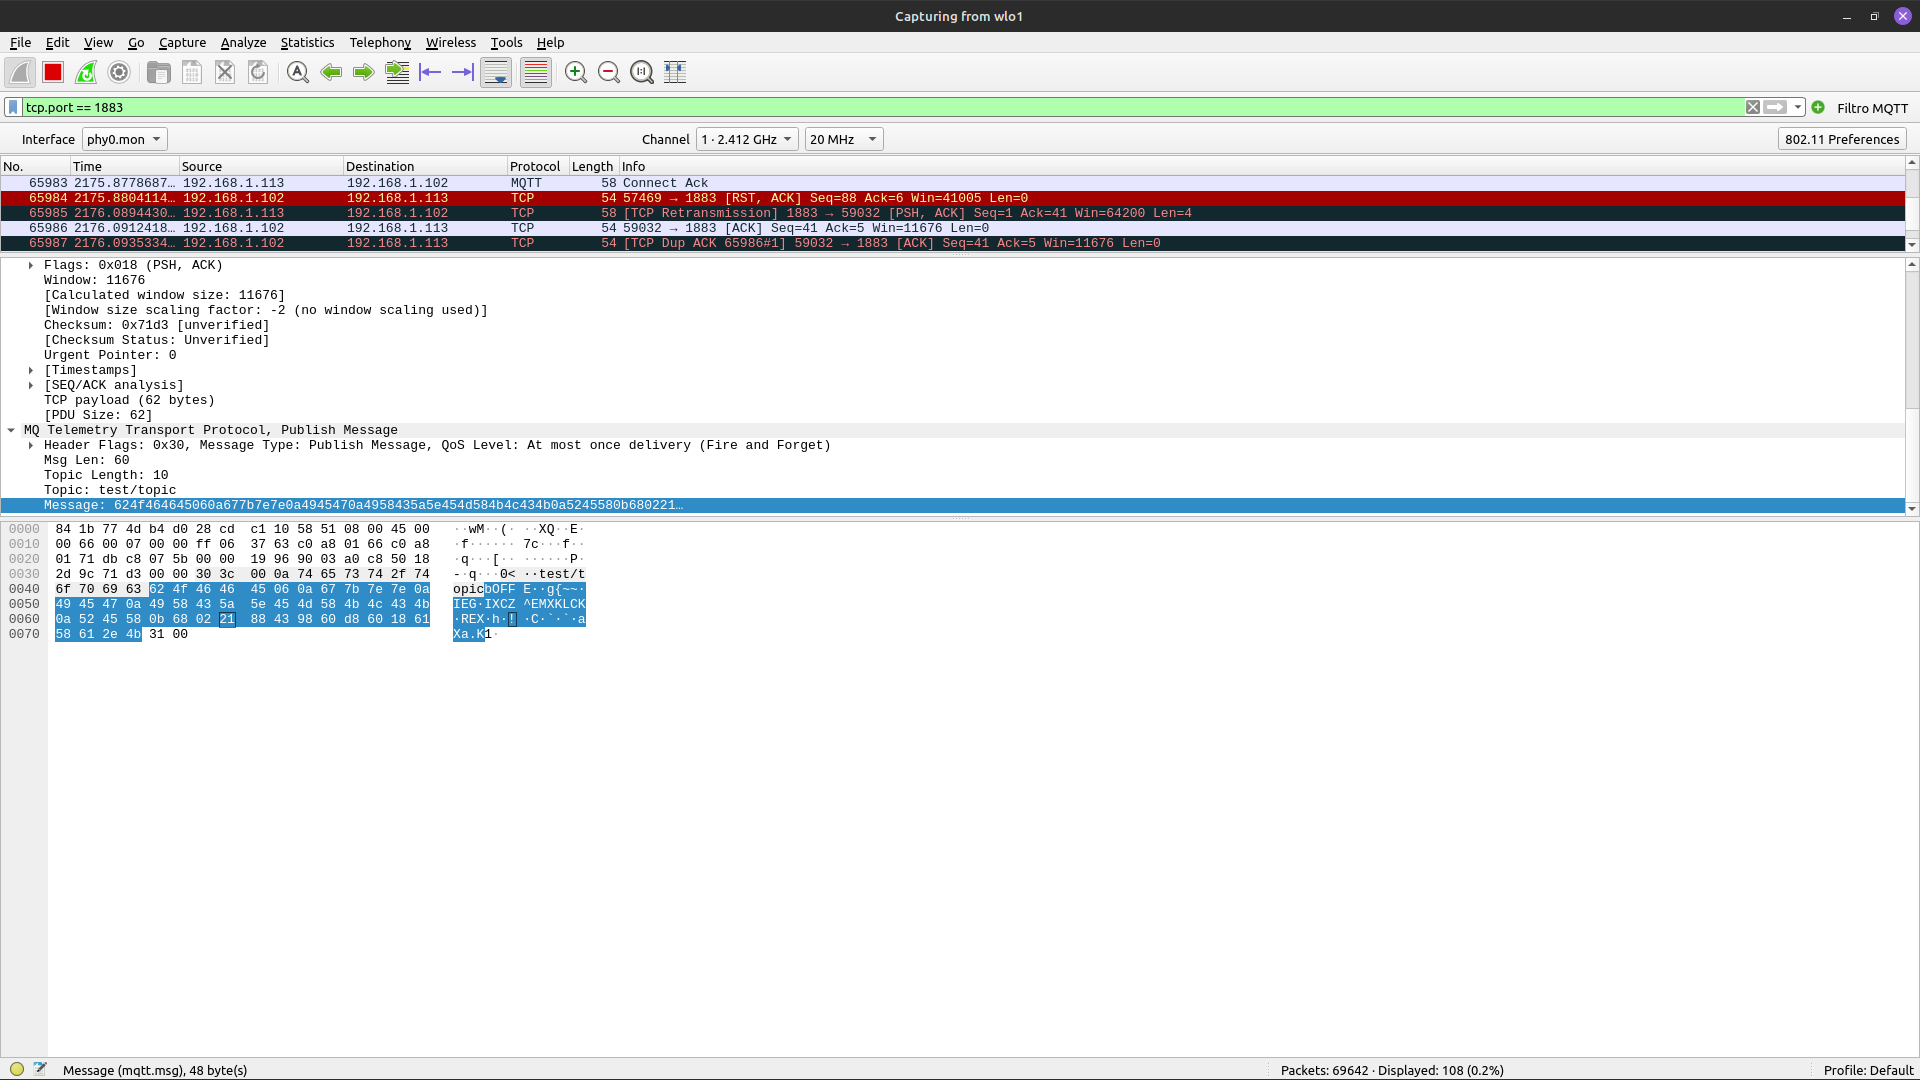 Capturing from wlo1
File Edit View Go Capture Analyze Statistics Telephony Wireless Tools Help
tcp.port == 1883 Filtro MQTT
Interface phy0.mon Channel 1 · 2.412 GHz 20 MHz 802.11 Preferences
No. Time Source Destination Protocol Length Info
65983 2175.8778687… 192.168.1.113 192.168.1.102 MQTT 58 Connect Ack
65984 2175.8804114… 192.168.1.102 192.168.1.113 TCP 54 57469 → 1883 [RST, ACK] Seq=88 Ack=6 Win=41005 Len=0
65985 2176.0894430… 192.168.1.113 192.168.1.102 TCP 58 [TCP Retransmission] 1883 → 59032 [PSH, ACK] Seq=1 Ack=41 Win=64200 Len=4
65986 2176.0912418… 192.168.1.102 192.168.1.113 TCP 54 59032 → 1883 [ACK] Seq=41 Ack=5 Win=11676 Len=0
65987 2176.0935334… 192.168.1.102 192.168.1.113 TCP 54 [TCP Dup ACK 65986#1] 59032 → 1883 [ACK] Seq=41 Ack=5 Win=11676 Len=0
Flags: 0x018 (PSH, ACK)
Window: 11676
[Calculated window size: 11676]
[Window size scaling factor: -2 (no window scaling used)]
Checksum: 0x71d3 [unverified]
[Checksum Status: Unverified]
Urgent Pointer: 0
[Timestamps]
[SEQ/ACK analysis]
TCP payload (62 bytes)
[PDU Size: 62]
MQ Telemetry Transport Protocol, Publish Message
Header Flags: 0x30, Message Type: Publish Message, QoS Level: At most once delivery (Fire and Forget)
Msg Len: 60
Topic Length: 10
Topic: test/topic
Message: 624f464645060a677b7e7e0a4945470a4958435a5e454d584b4c434b0a5245580b680221…
0000 84 1b 77 4d b4 d0 28 cd c1 10 58 51 08 00 45 00 ··wM··(· ··XQ··E·
0010 00 66 00 07 00 00 ff 06 37 63 c0 a8 01 66 c0 a8 ·f······ 7c···f··
0020 01 71 db c8 07 5b 00 00 19 96 90 03 a0 c8 50 18 ·q···[·· ······P·
0030 2d 9c 71 d3 00 00 30 3c 00 0a 74 65 73 74 2f 74 -·q···0< ··test/t
0040 6f 70 69 63 62 4f 46 46 45 06 0a 67 7b 7e 7e 0a opicbOFF E··g{~~·
0050 49 45 47 0a 49 58 43 5a 5e 45 4d 58 4b 4c 43 4b IEG·IXCZ ^EMXKLCK
0060 0a 52 45 58 0b 68 02 21 88 43 98 60 d8 60 18 61 ·REX·h·! ·C·`·`·a
0070 58 61 2e 4b 31 00 Xa.K1·
Message (mqtt.msg), 48 byte(s) Packets: 69642 · Displayed: 108 (0.2%) Profile: Default